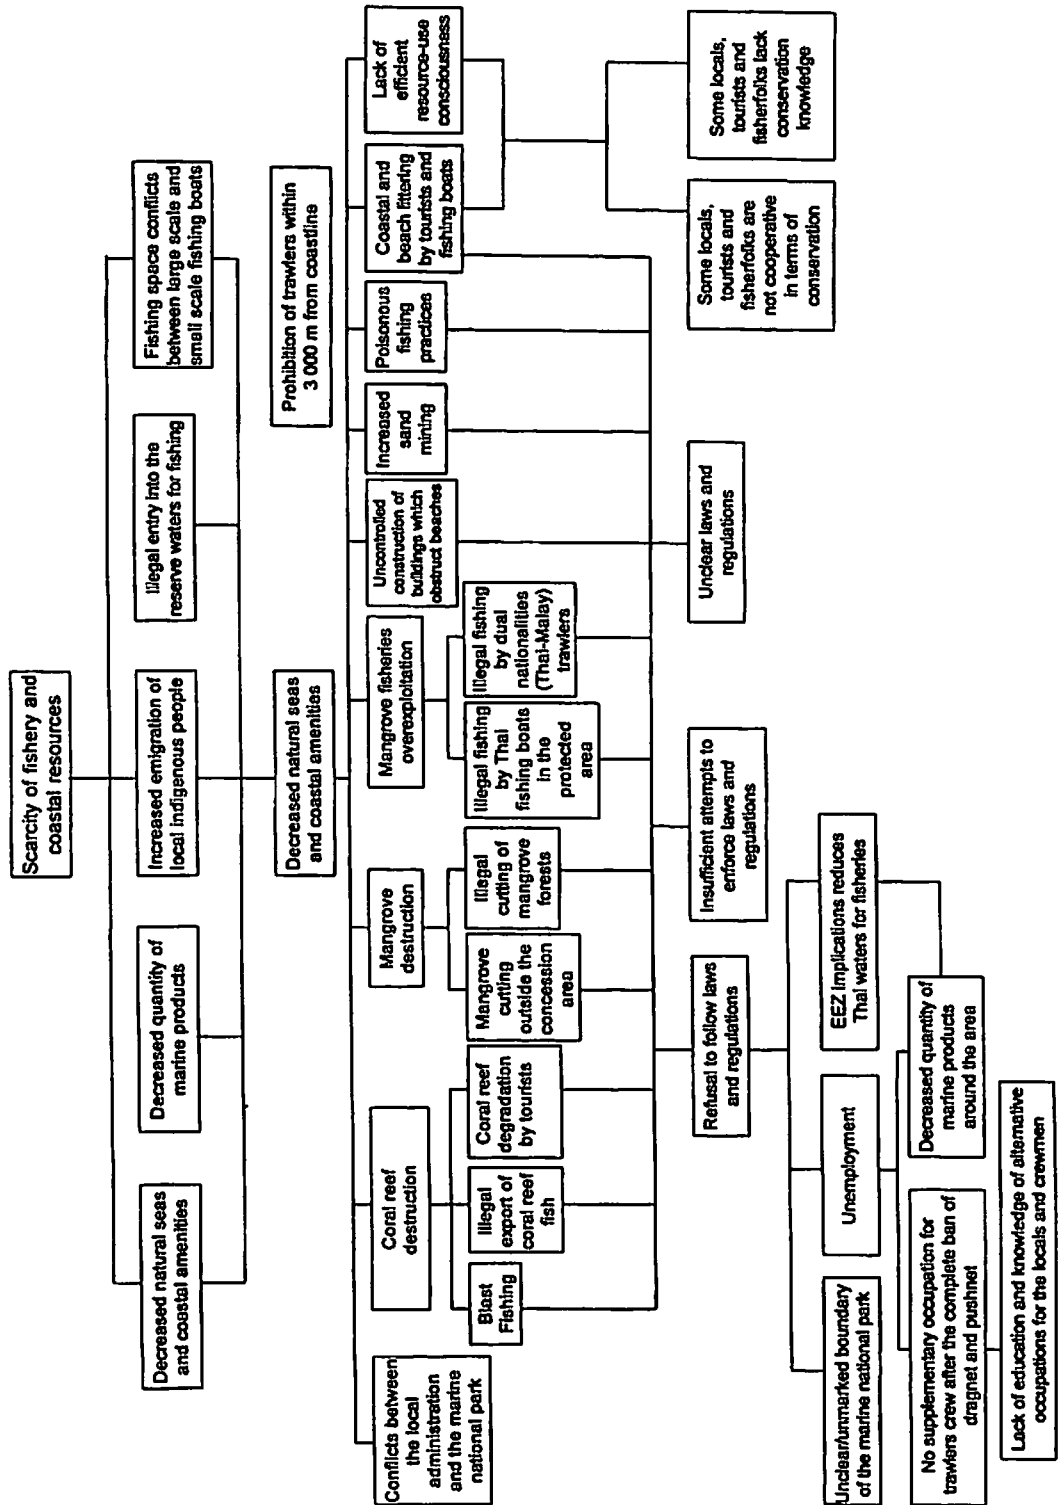 Scarcity of fishery and
coastal resources
Decreased natural seas
and coastal amenities
Decreased quantity of
marine products
Increased emigration of
local indigenous people
Illegal entry into the
reserve waters for fishing
Fishing space conflicts
between large scale and
small scale fishing boats
Decreased natural seas
and coastal amenities
Prohibition of trawlers within
3 000 m from coastline
Conflicts between
the local
administration
and the marine
national park
Coral reef
destruction
Mangrove
destruction
Mangrove fisheries
overexploitation
Uncontrolled
construction of
buildings which
obstruct beaches
Increased
sand
mining
Poisonous
fishing
practices
Coastal and
beach littering
by tourists and
fishing boats
Lack of
efficient
resource-use
consciousness
Blast
Fishing
Illegal
export of
coral reef
fish
Coral reef
degradation
by tourists
Mangrove
cutting
outside the
concession
area
Illegal
cutting of
mangrove
forests
Illegal fishing
by Thai
fishing boats
in the
protected
area
Illegal fishing
by dual
nationalities
(Thai-Malay)
trawlers
Refusal to follow laws
and regulations
Insufficient attempts to
enforce laws and
regulations
Unclear laws and
regulations
Some locals,
tourists and
fisherfolks are
not cooperative
in terms of
conservation
Some locals,
tourists and
fisherfolks lack
conservation
knowledge
Unclear/unmarked boundary
of the marine national park
Unemployment
EEZ implications reduces
Thai waters for fisheries
No supplementary occupation for
trawlers crew after the complete ban of
dragnet and pushnet
Decreased quantity of
marine products
around the area
Lack of education and knowledge of alternative
occupations for the locals and crewmen